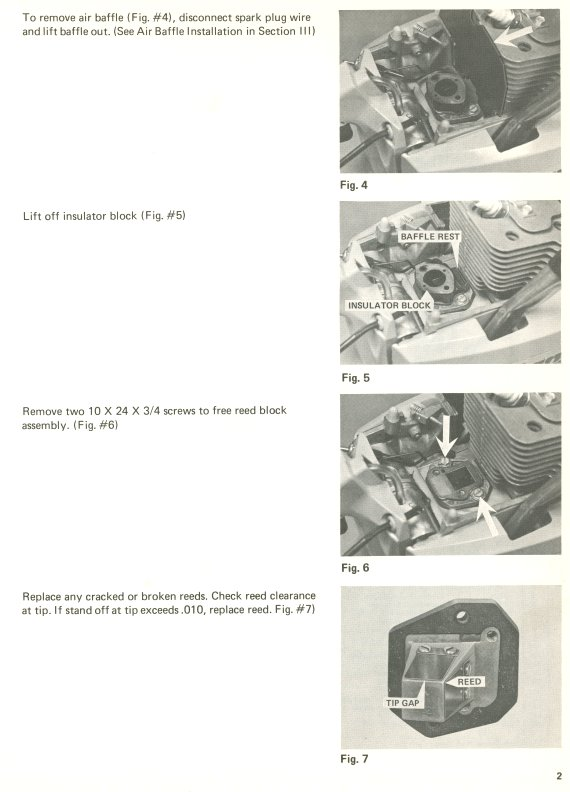 To remove air baffle (Fig. #4), disconnect spark plug wire
and lift baffle out. (See Air Baffle Installation in Section III)
Fig. 4
Lift off insulator block (Fig. #5)
BAFFLE REST
INSULATOR BLOCK
Fig. 5
Remove two 10 X 24 X 3/4 screws to free reed block
assembly. (Fig. #6)
Fig. 6
Replace any cracked or broken reeds. Check reed clearance
at tip. If stand off at tip exceeds .010, replace reed. Fig. #7)
REED
TIP GAP
Fig. 7
2